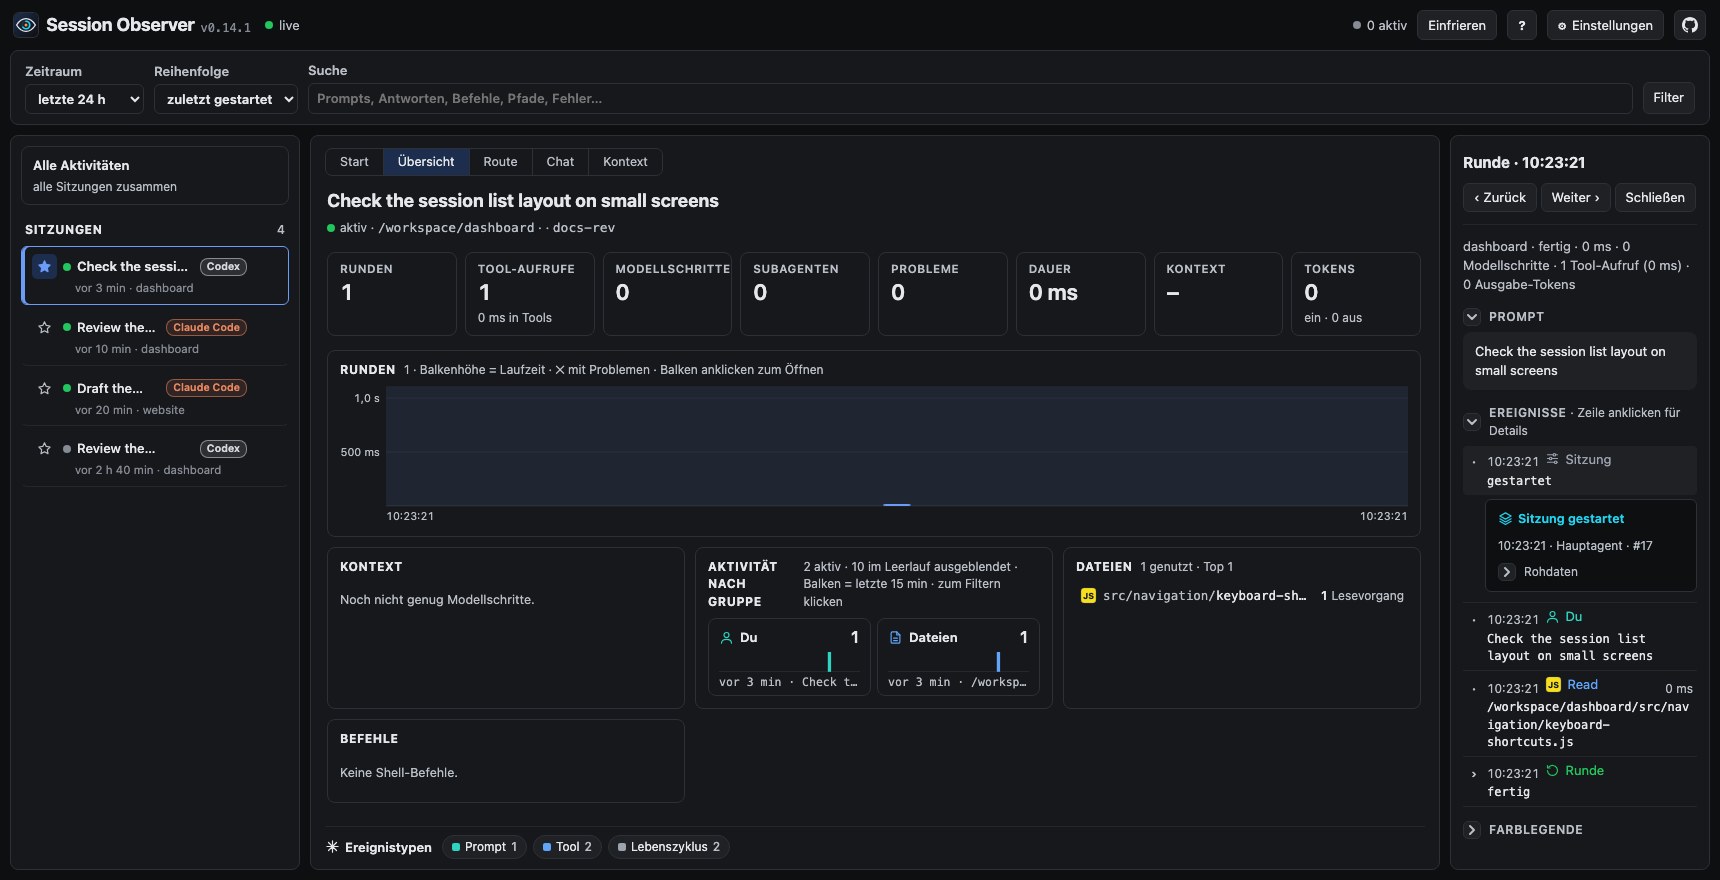 Session Observer v0.14.1 live
0 aktiv Einfrieren ? Einstellungen
Zeitraum
letzte 24 h
Reihenfolge
zuletzt gestartet
Suche
Prompts, Antworten, Befehle, Pfade, Fehler...
Filter
Alle Aktivitäten
alle Sitzungen zusammen
SITZUNGEN 4
Check the sessi... Codex
vor 3 min · dashboard
Review the... Claude Code
vor 10 min · dashboard
Draft the... Claude Code
vor 20 min · website
Review the... Codex
vor 2 h 40 min · dashboard
Start Übersicht Route Chat Kontext
Check the session list layout on small screens
aktiv · /workspace/dashboard · · docs-rev
RUNDEN
1
TOOL-AUFRUFE
1
0 ms in Tools
MODELLSCHRITTE
0
SUBAGENTEN
0
PROBLEME
0
DAUER
0 ms
KONTEXT
–
TOKENS
0
ein · 0 aus
RUNDEN 1 · Balkenhöhe = Laufzeit · ✕ mit Problemen · Balken anklicken zum Öffnen
1,0 s
500 ms
10:23:21 10:23:21
KONTEXT
Noch nicht genug Modellschritte.
AKTIVITÄT NACH GRUPPE
2 aktiv · 10 im Leerlauf ausgeblendet ·
Balken = letzte 15 min · zum Filtern
klicken
Du 1
vor 3 min · Check t…
Dateien 1
vor 3 min · /worksp…
DATEIEN 1 genutzt · Top 1
JS src/navigation/keyboard-sh… 1 Lesevorgang
BEFEHLE
Keine Shell-Befehle.
Ereignistypen Prompt 1 Tool 2 Lebenszyklus 2
Runde · 10:23:21
‹ Zurück Weiter › Schließen
dashboard · fertig · 0 ms · 0
Modellschritte · 1 Tool-Aufruf (0 ms) ·
0 Ausgabe-Tokens
PROMPT
Check the session list layout on
small screens
EREIGNISSE · Zeile anklicken für
Details
· 10:23:21 Sitzung
gestartet
Sitzung gestartet
10:23:21 · Hauptagent · #17
Rohdaten
· 10:23:21 Du
Check the session list
layout on small screens
· 10:23:21 JS Read 0 ms
/workspace/dashboard/src/nav
igation/keyboard-
shortcuts.js
› 10:23:21 Runde
fertig
FARBLEGENDE